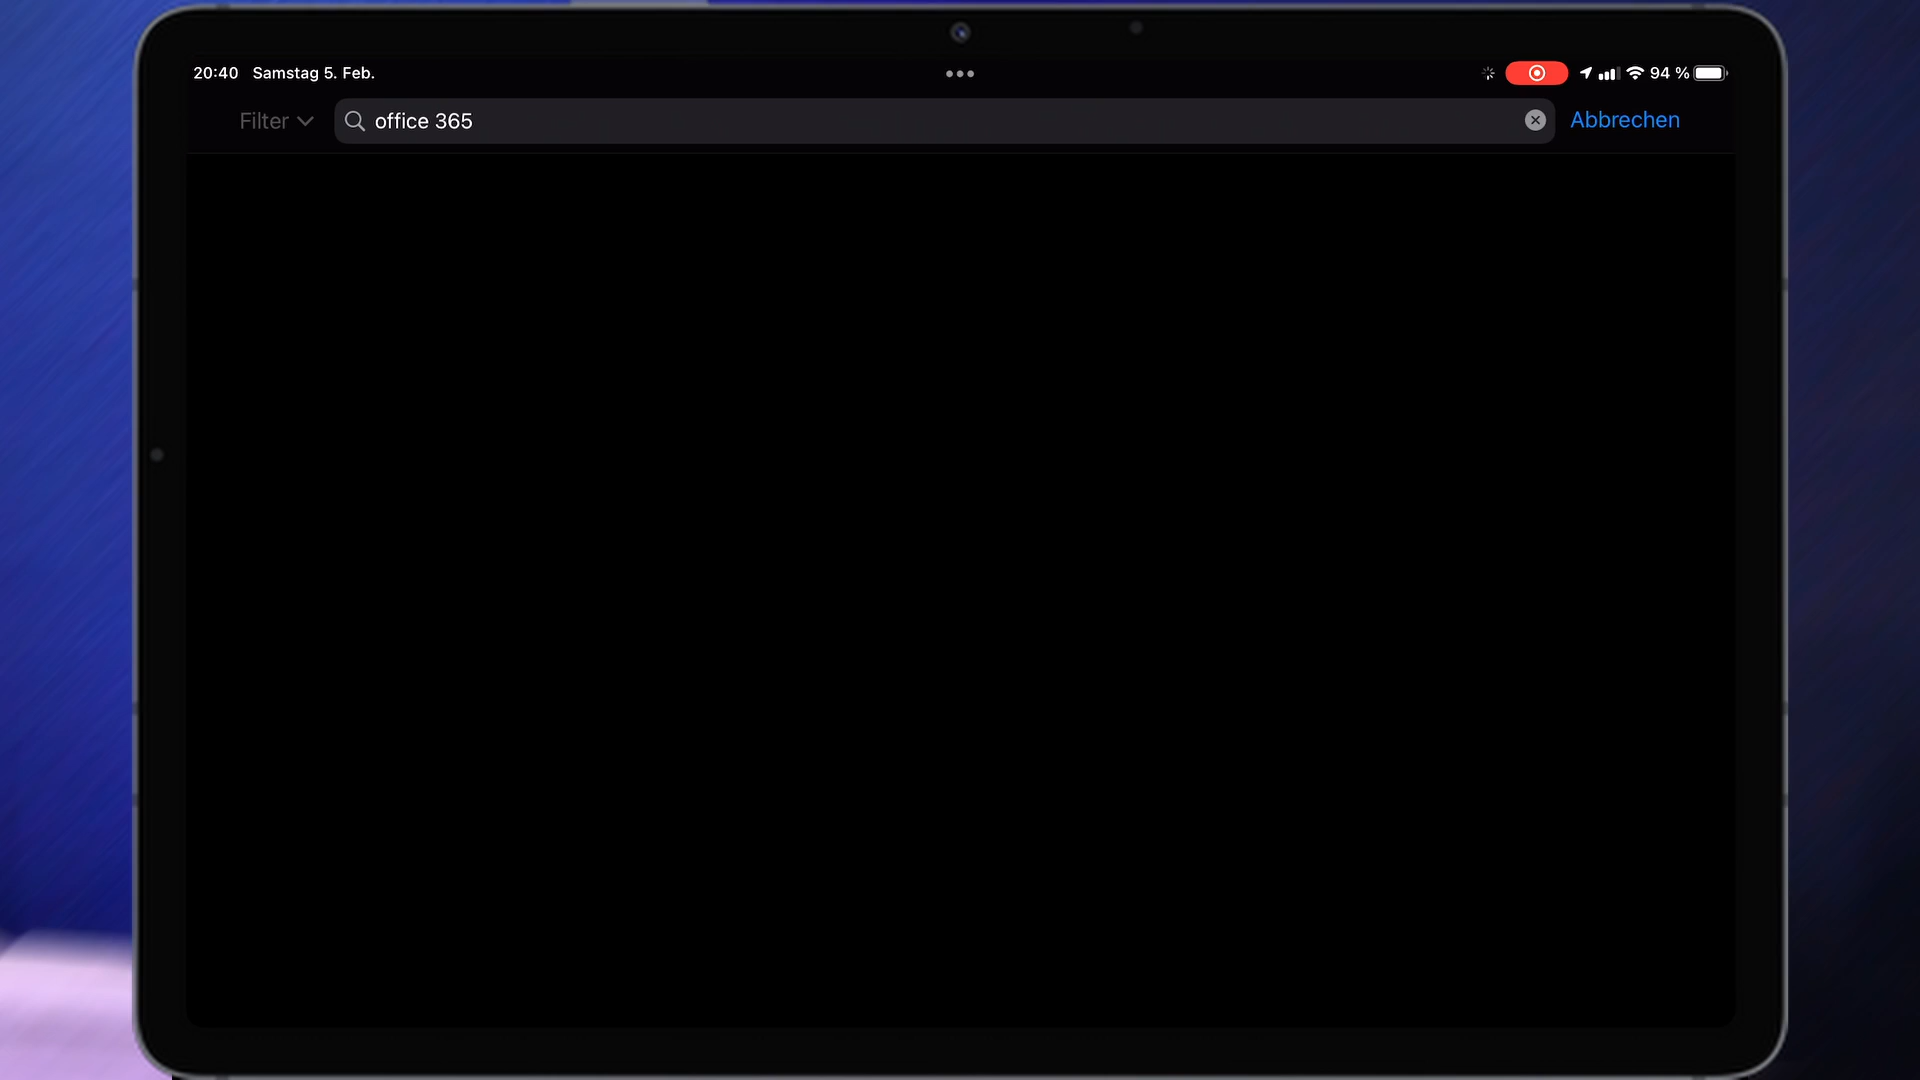 20:40 Samstag 5. Feb.
94 %
Filter
office 365
Abbrechen